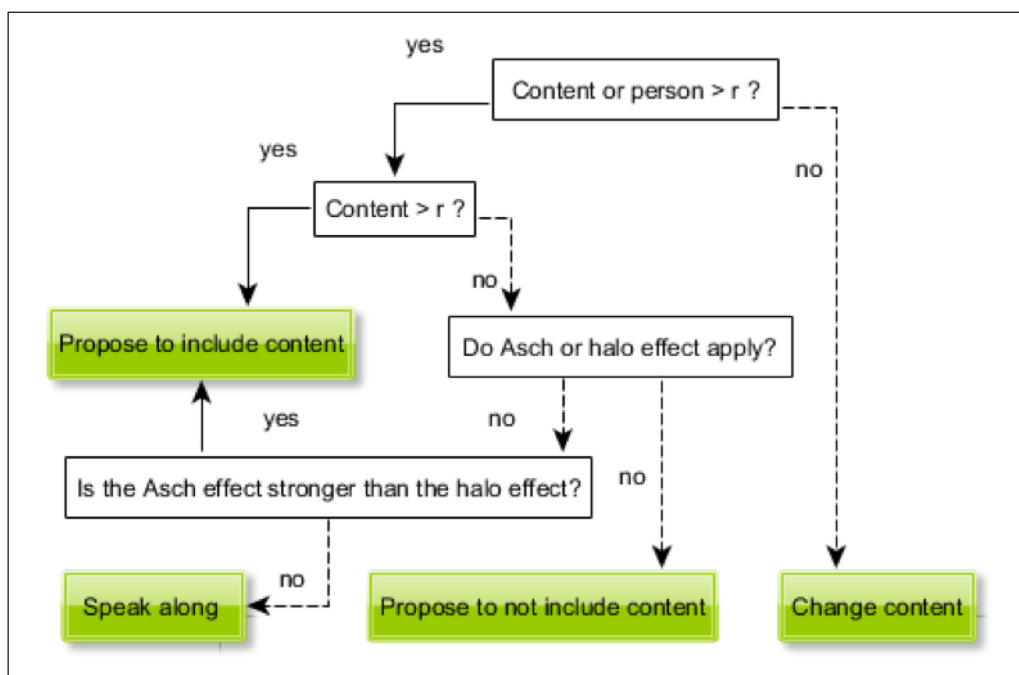 yes
Content or person > r ?
yes
no
Content > r ?
no
Propose to include content
Do Asch or halo effect apply?
yes
no
no
Is the Asch effect stronger than the halo effect?
no
Speak along
Propose to not include content
Change content